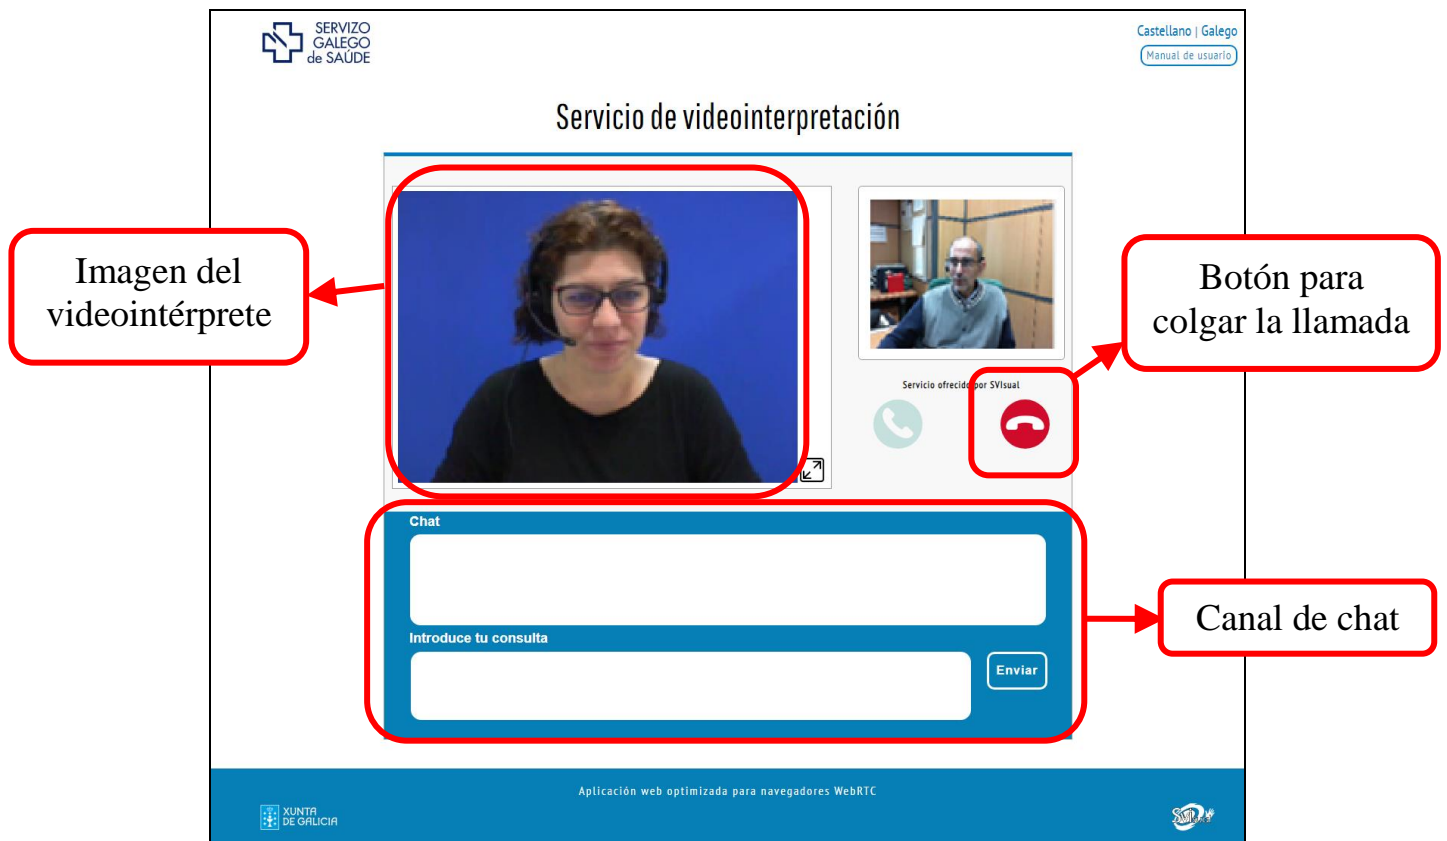 SERVIZO
GALEGO
de SAÚDE
Castellano | Galego
Manual de usuario
Servicio de videointerpretación
Imagen del
videointérprete
Botón para
colgar la llamada
Servicio ofrecido por SVIsual
Chat
Introduce tu consulta
Enviar
Canal de chat
Aplicación web optimizada para navegadores WebRTC
XUNTA
DE GALICIA
SVIsual